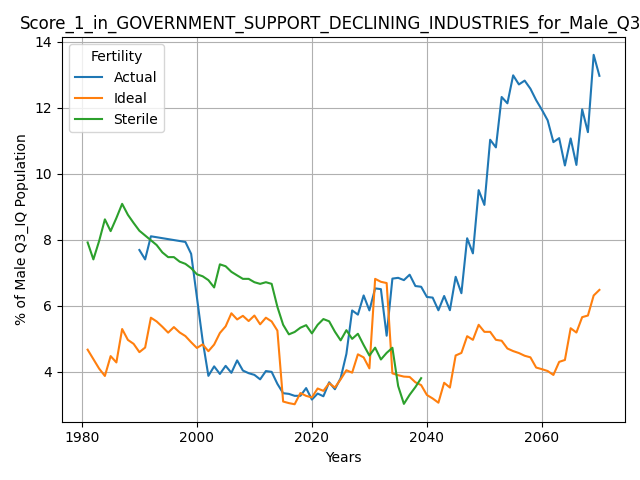 Score_1_in_GOVERNMENT_SUPPORT_DECLINING_INDUSTRIES_for_Male_Q3
14
12
10
8
6
4
% of Male Q3_IQ Population
Fertility
Actual
Ideal
Sterile
1980 2000 2020 2040 2060
Years